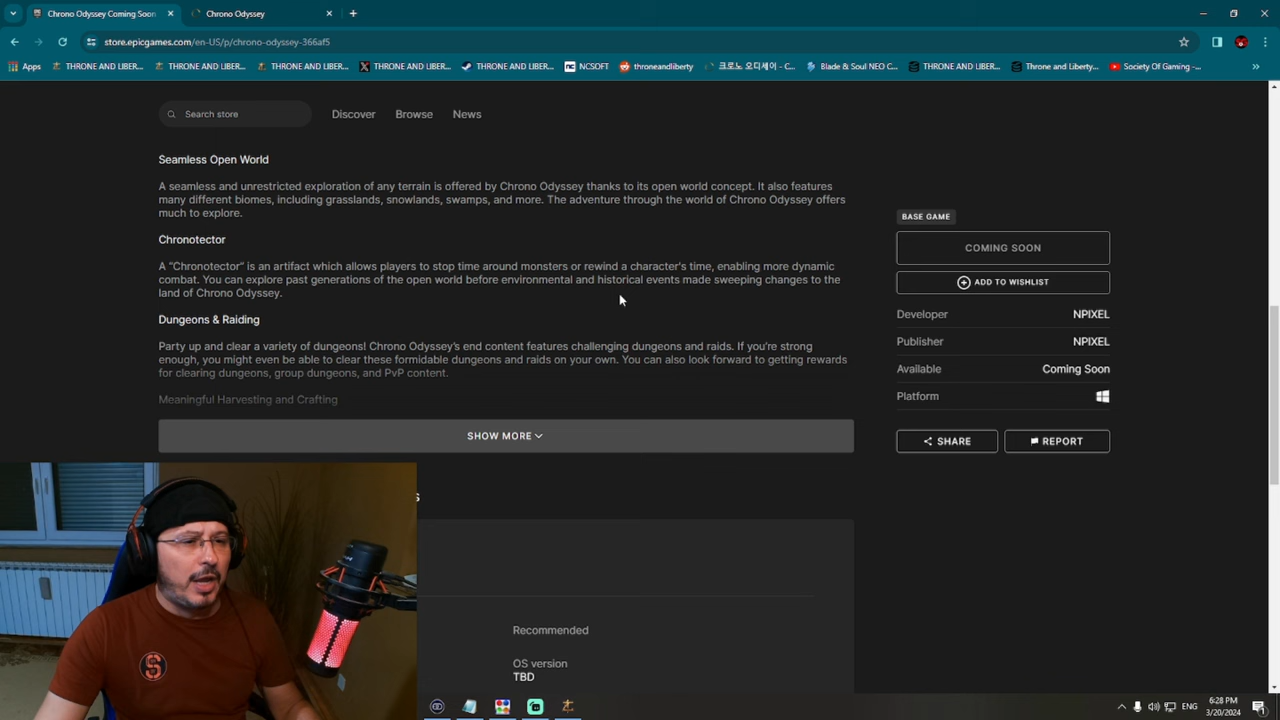 Chrono Odyssey Coming Soon
Chrono Odyssey
store.epicgames.com/en-US/p/chrono-odyssey-366af5
Apps
THRONE AND LIBER...
THRONE AND LIBER...
THRONE AND LIBER...
THRONE AND LIBER...
THRONE AND LIBER...
NCSOFT
throneandliberty
크로노 오디세이 - C...
Blade & Soul NEO C...
THRONE AND LIBER...
Throne and Liberty...
Society Of Gaming -...
Search store
Discover
Browse
News
Seamless Open World
A seamless and unrestricted exploration of any terrain is offered by Chrono Odyssey thanks to its open world concept. It also features
many different biomes, including grasslands, snowlands, swamps, and more. The adventure through the world of Chrono Odyssey offers
much to explore.
Chronotector
A "Chronotector" is an artifact which allows players to stop time around monsters or rewind a character's time, enabling more dynamic
combat. You can explore past generations of the open world before environmental and historical events made sweeping changes to the
land of Chrono Odyssey.
Dungeons & Raiding
Party up and clear a variety of dungeons! Chrono Odyssey's end content features challenging dungeons and raids. If you're strong
enough, you might even be able to clear these formidable dungeons and raids on your own. You can also look forward to getting rewards
for clearing dungeons, group dungeons, and PvP content.
Meaningful Harvesting and Crafting
SHOW MORE
BASE GAME
COMING SOON
ADD TO WISHLIST
Developer NPIXEL
Publisher NPIXEL
Available Coming Soon
Platform
SHARE
REPORT
s
Recommended
OS version
TBD
S
ENG
6:28 PM
3/20/2024
1